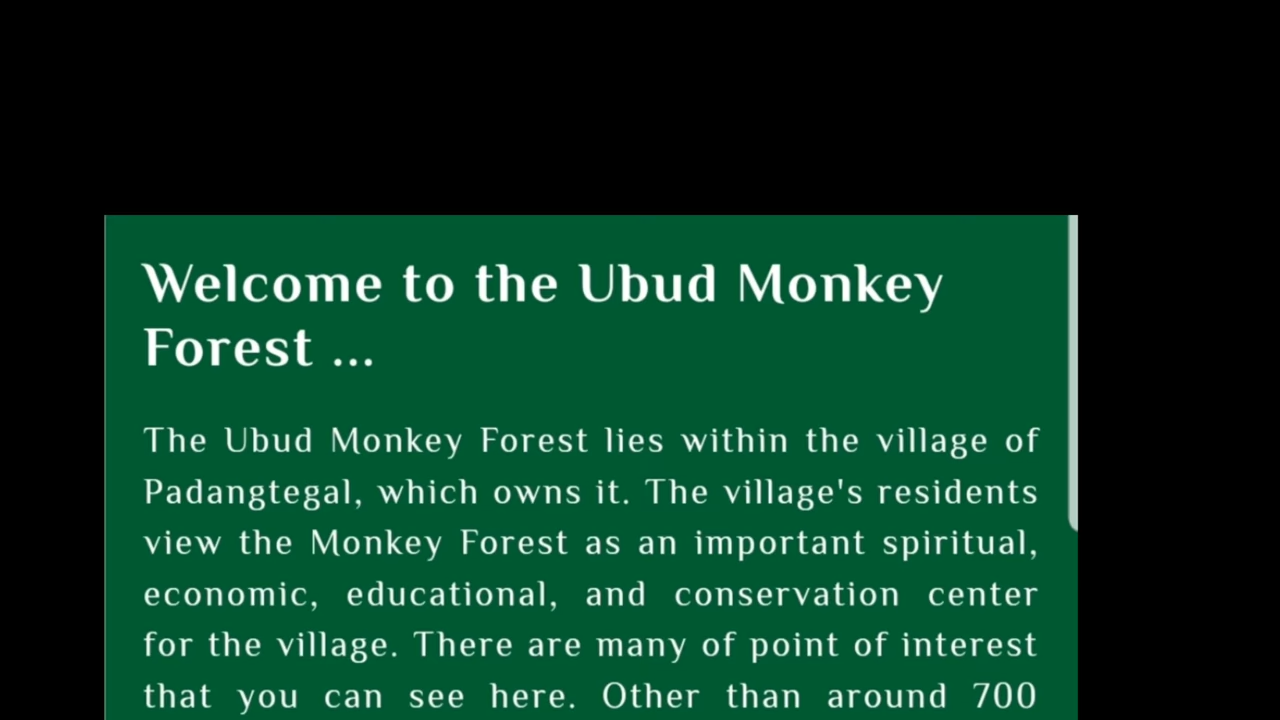 Welcome to the Ubud Monkey
Forest ...
The Ubud Monkey Forest lies within the village of
Padangtegal, which owns it. The village's residents
view the Monkey Forest as an important spiritual,
economic, educational, and conservation center
for the village. There are many of point of interest
that you can see here. Other than around 700